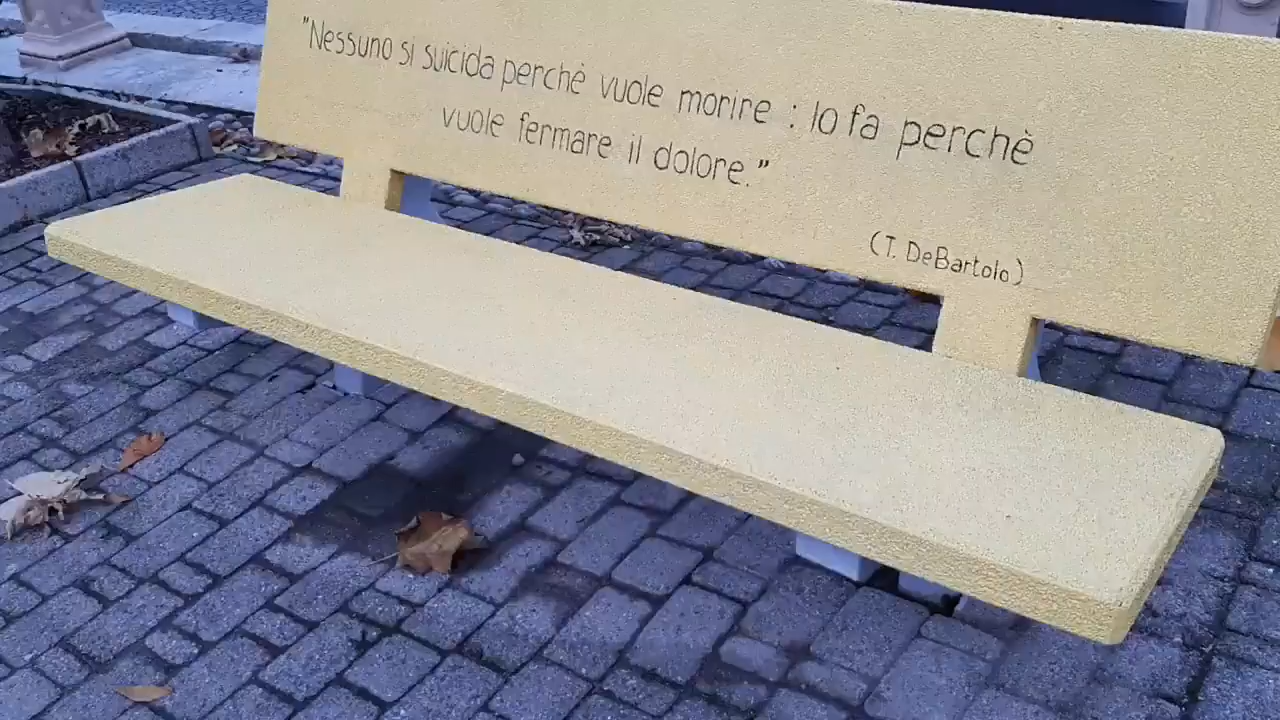 "Nessuno si suicida perchè vuole morire : lo fa perchè
vuole fermare il dolore."
(T. DeBartolo)